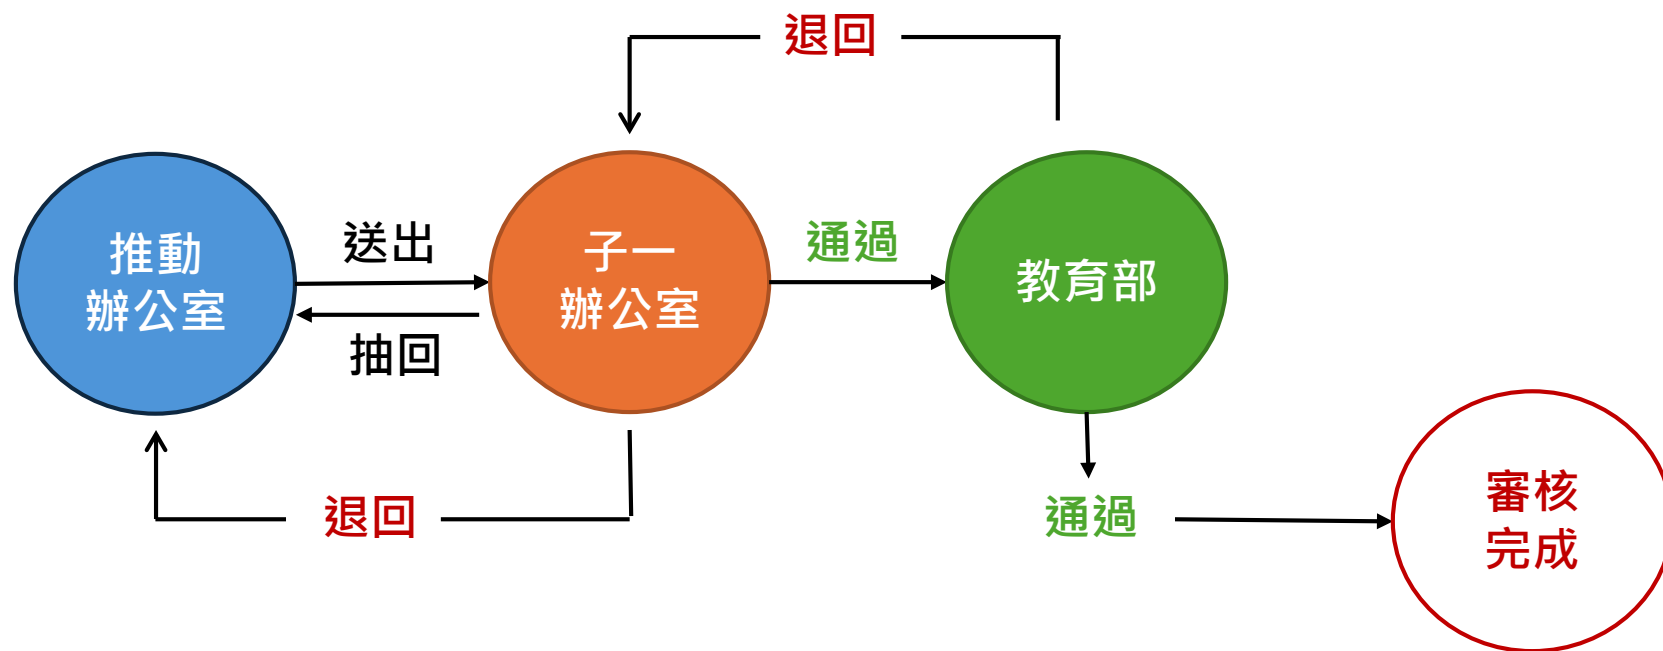 退回
推動
辦公室
送出
抽回
子一
辦公室
通過
教育部
退回
通過
審核
完成